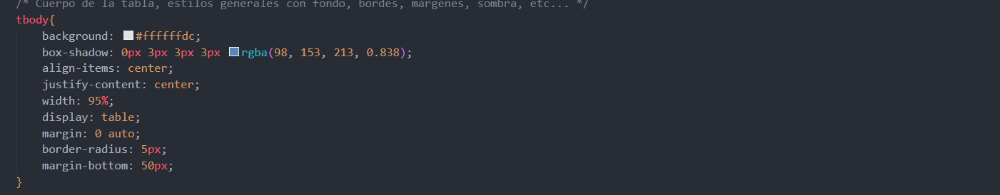 /* Cuerpo de la tabla, estilos generales con fondo, bordes, margenes, sombra, etc... */
tbody{
background: #ffffffdc;
box-shadow: 0px 3px 3px 3px rgba(98, 153, 213, 0.838);
align-items: center;
justify-content: center;
width: 95%;
display: table;
margin: 0 auto;
border-radius: 5px;
margin-bottom: 50px;
}